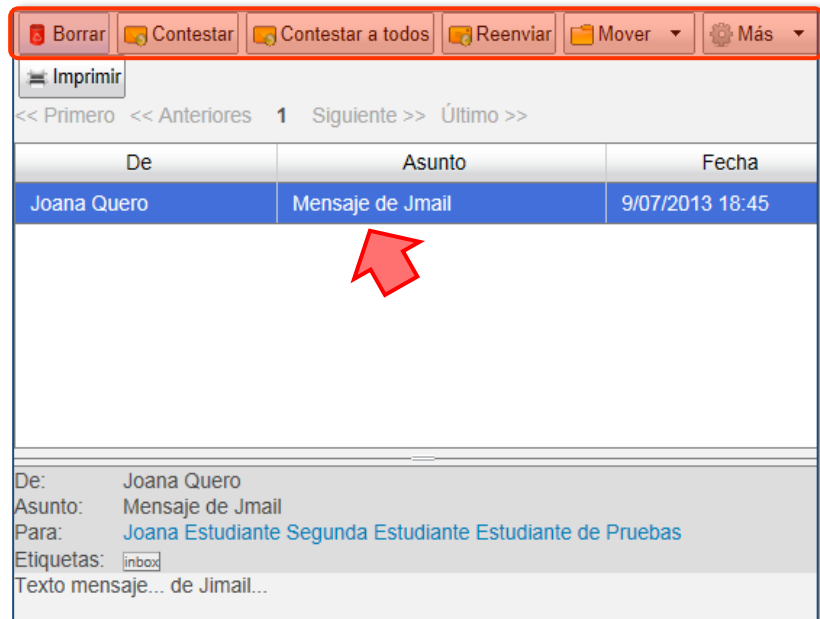 Borrar Contestar Contestar a todos Reenviar Mover Más
Imprimir
<< Primero << Anteriores 1 Siguiente >> Último >>
De Asunto Fecha
Joana Quero Mensaje de Jmail 9/07/2013 18:45
De: Joana Quero
Asunto: Mensaje de Jmail
Para: Joana Estudiante Segunda Estudiante Estudiante de Pruebas
Etiquetas: inbox
Texto mensaje... de Jimail...